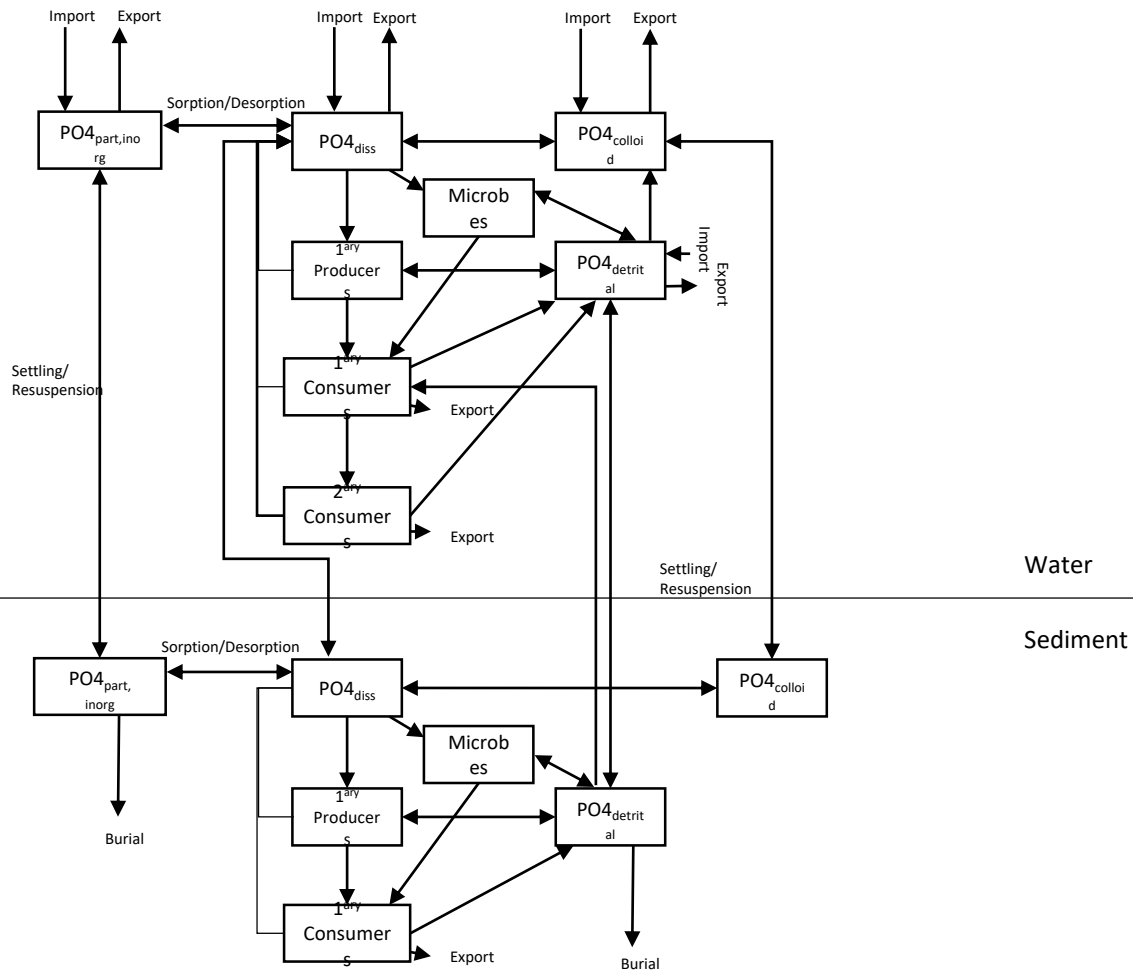 Import
Export
Import
Export
Import
Export
Sorption/Desorption
PO4part,ino
rg
PO4diss
PO4colloi
d
Microb
es
1ary
Producer
s
PO4detrit
al
Import
Export
1ary
Consumer
s
Export
Settling/
Resuspension
2ary
Consumer
s
Export
Settling/
Resuspension
Water
Sediment
Sorption/Desorption
PO4part,
inorg
PO4diss
PO4colloi
d
Microb
es
1ary
Producer
s
PO4detrit
al
Burial
1ary
Consumer
s
Export
Burial